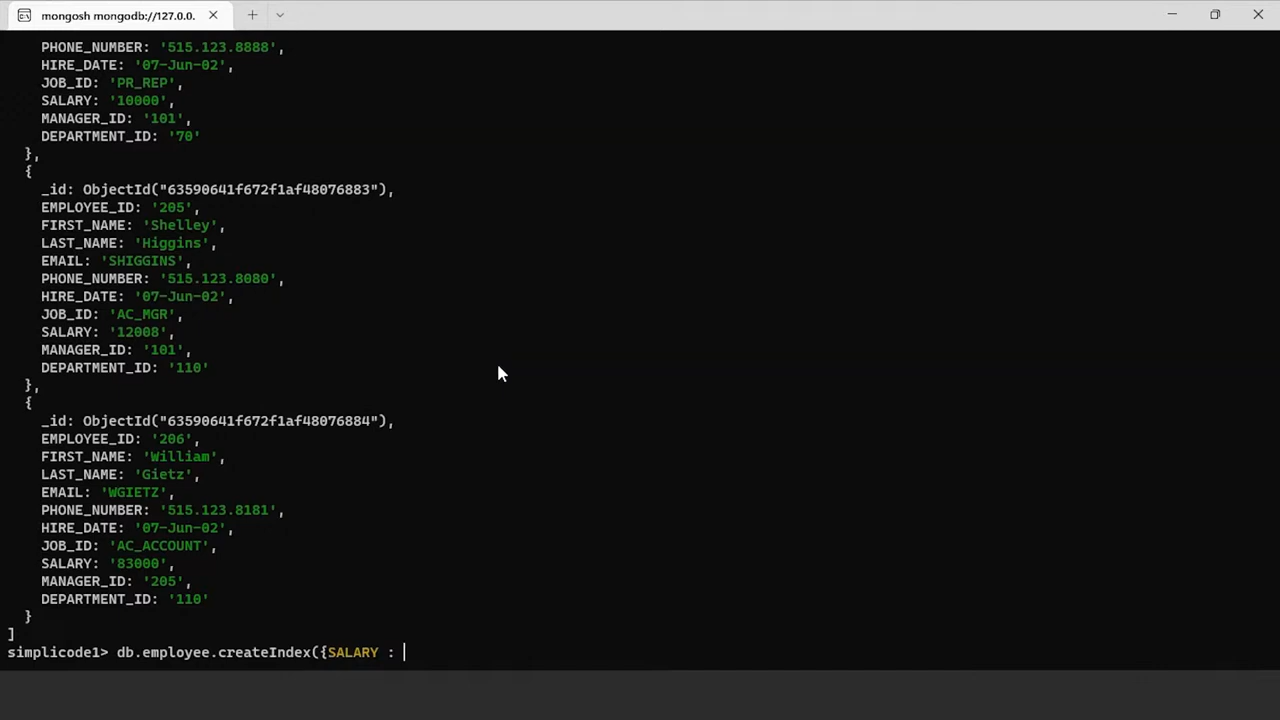 mongosh mongodb://127.0.0.
PHONE_NUMBER: '515.123.8888',
HIRE_DATE: '07-Jun-02',
JOB_ID: 'PR_REP',
SALARY: '10000',
MANAGER_ID: '101',
DEPARTMENT_ID: '70'
},
{
_id: ObjectId("63590641f672f1af48076883"),
EMPLOYEE_ID: '205',
FIRST_NAME: 'Shelley',
LAST_NAME: 'Higgins',
EMAIL: 'SHIGGINS',
PHONE_NUMBER: '515.123.8080',
HIRE_DATE: '07-Jun-02',
JOB_ID: 'AC_MGR',
SALARY: '12008',
MANAGER_ID: '101',
DEPARTMENT_ID: '110'
},
{
_id: ObjectId("63590641f672f1af48076884"),
EMPLOYEE_ID: '206',
FIRST_NAME: 'William',
LAST_NAME: 'Gietz',
EMAIL: 'WGIETZ',
PHONE_NUMBER: '515.123.8181',
HIRE_DATE: '07-Jun-02',
JOB_ID: 'AC_ACCOUNT',
SALARY: '83000',
MANAGER_ID: '205',
DEPARTMENT_ID: '110'
}
]
simplicode1> db.employee.createIndex({SALARY :